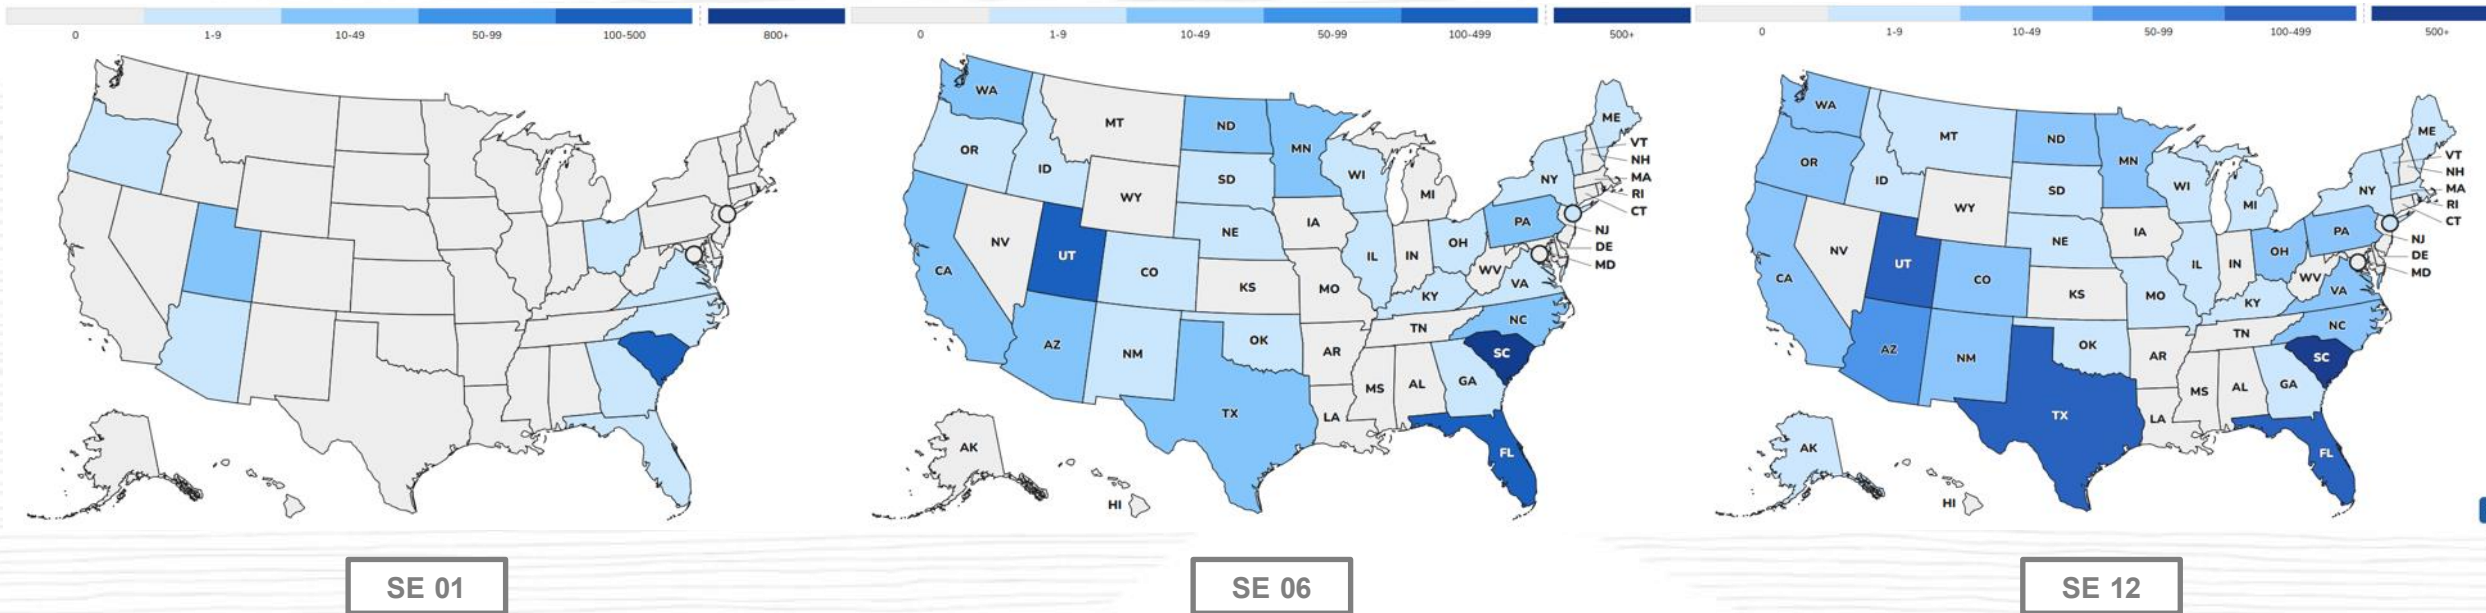 0 1-9 10-49 50-99 100-500 800+
SE 01
0 1-9 10-49 50-99 100-499 500+
WA
MT
ND
MN
ME
VT
NH
MA
RI
CT
OR
ID
SD
WI
NY
MI
WY
IA
NE
PA
NJ
DE
MD
NV
UT
CO
IL
IN
OH
WV
VA
CA
KS
MO
KY
NC
AZ
NM
OK
TN
AR
SC
MS
AL
GA
TX
LA
AK
FL
HI
SE 06
0 1-9 10-49 50-99 100-499 500+
WA
MT
ND
MN
ME
VT
NH
MA
RI
CT
OR
ID
SD
WI
NY
MI
WY
IA
NE
PA
NJ
DE
MD
NV
UT
CO
IL
IN
OH
WV
VA
CA
KS
MO
KY
NC
AZ
NM
OK
TN
AR
SC
MS
AL
GA
TX
LA
AK
FL
HI
SE 12